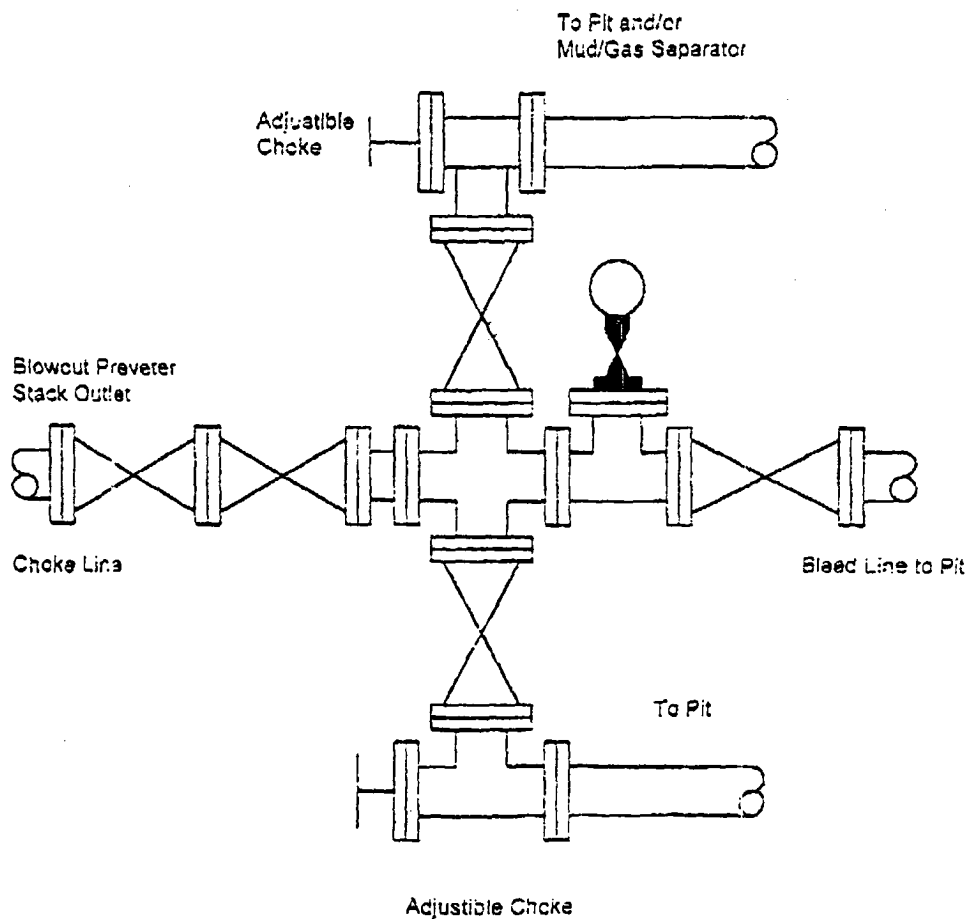 To Pit and/or
Mud/Gas Separator
Adjustible
Choke
Blowout Preveter
Stack Outlet
Choke Line
Bleed Line to Pit
To Pit
Adjustible Choke